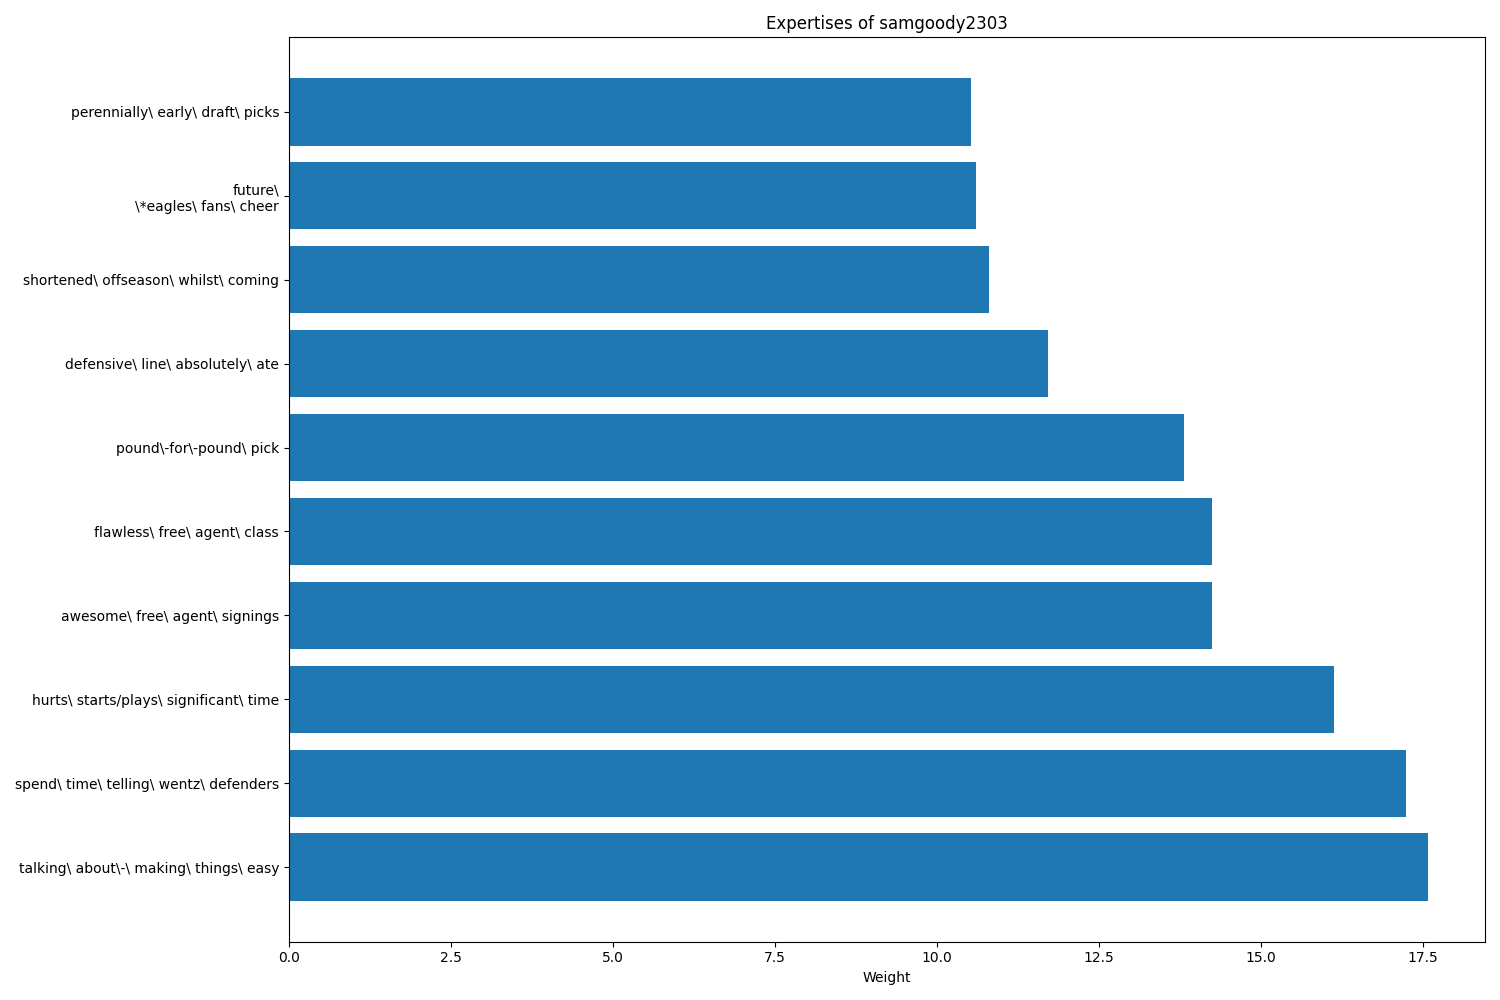 Expertises of samgoody2303
perennially\ early\ draft\ picks
future\
\*eagles\ fans\ cheer
shortened\ offseason\ whilst\ coming
defensive\ line\ absolutely\ ate
pound\-for\-pound\ pick
flawless\ free\ agent\ class
awesome\ free\ agent\ signings
hurts\ starts/plays\ significant\ time
spend\ time\ telling\ wentz\ defenders
talking\ about\-\ making\ things\ easy
0.0 2.5 5.0 7.5 10.0 12.5 15.0 17.5
Weight